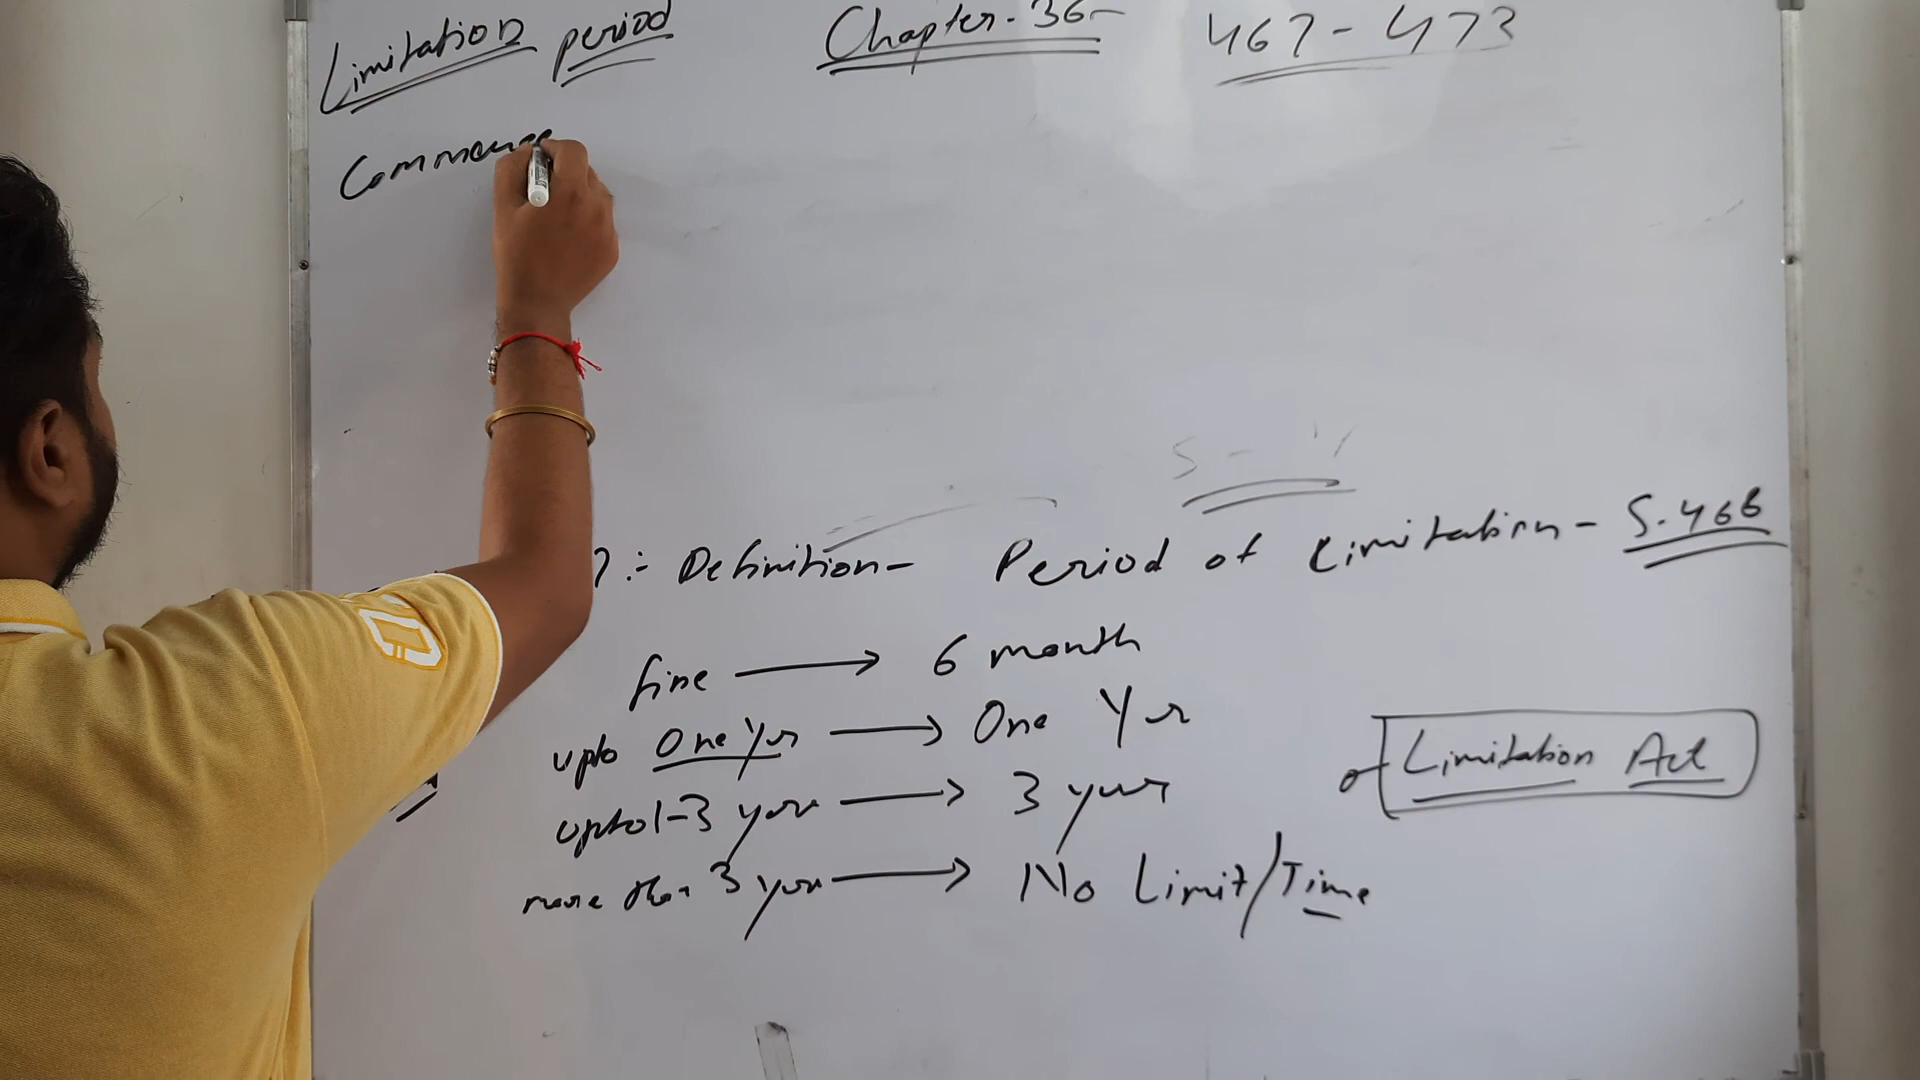 Limitation period Chapter-36- 467-473
Commence
S-
7 :- Definition- Period of Limitation - S.468
fine → 6 month
upto One Yr → One Yr
upto 1-3 year → 3 year
of Limitation Act
more than 3 year → No Limit/Time